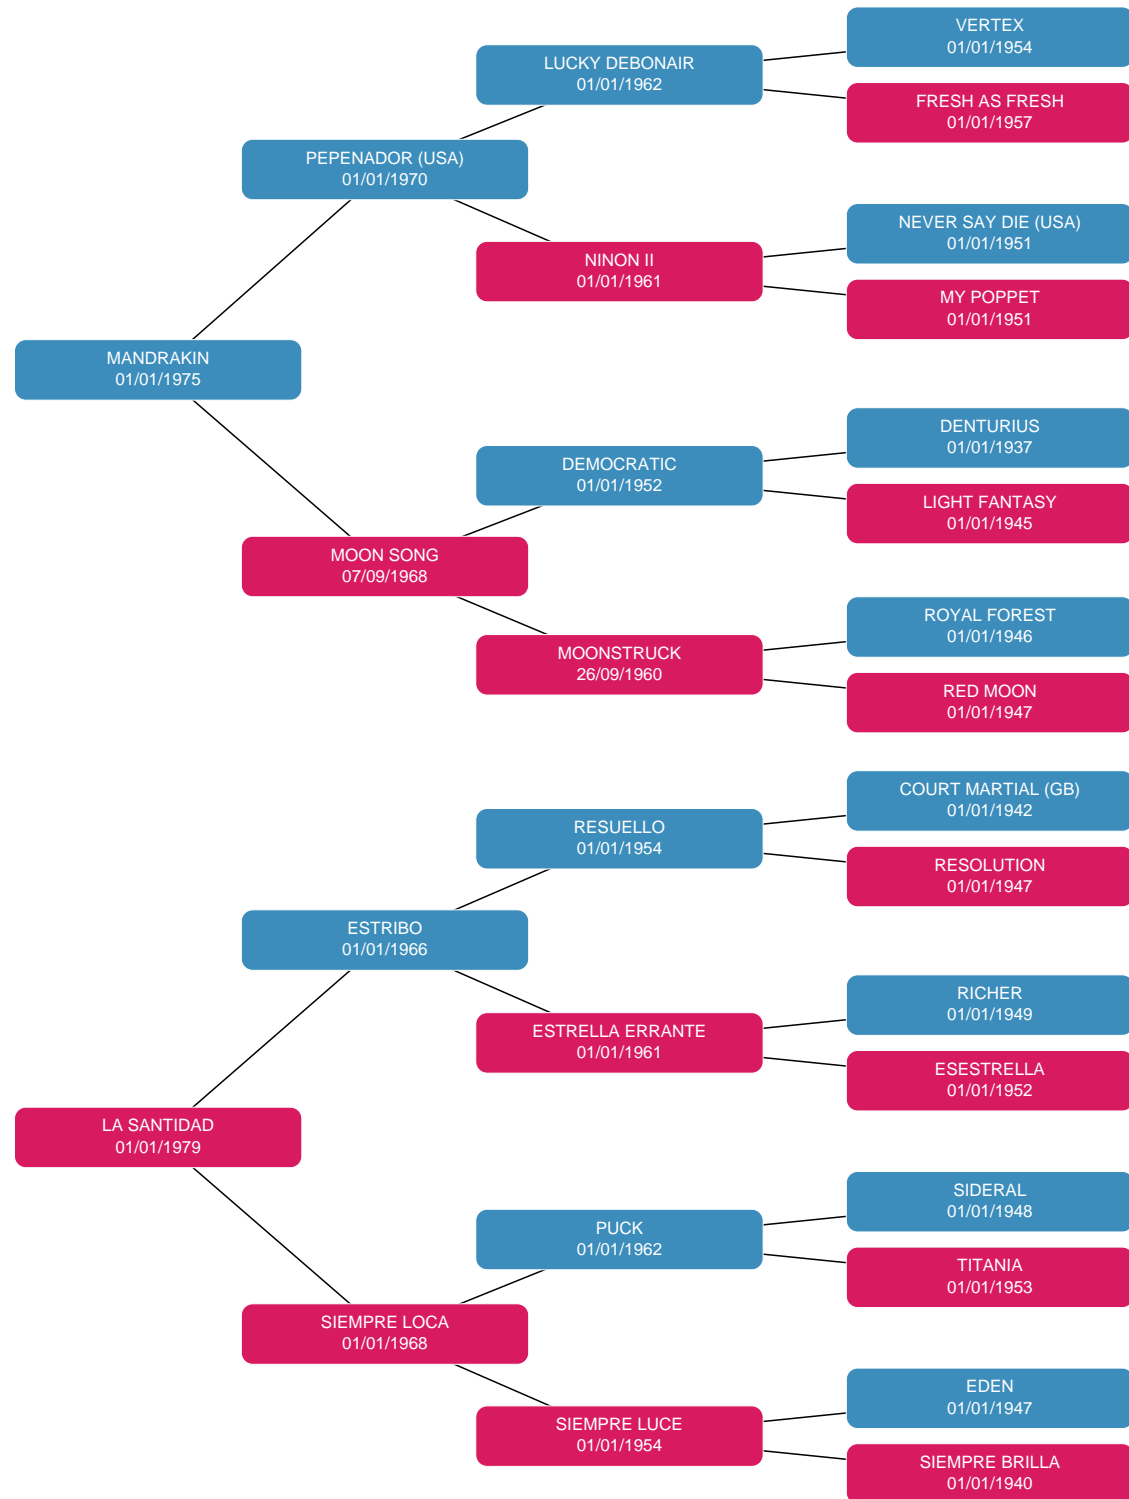 VERTEX
01/01/1954
LUCKY DEBONAIR
01/01/1962
FRESH AS FRESH
01/01/1957
PEPENADOR (USA)
01/01/1970
NEVER SAY DIE (USA)
01/01/1951
NINON II
01/01/1961
MY POPPET
01/01/1951
MANDRAKIN
01/01/1975
DENTURIUS
01/01/1937
DEMOCRATIC
01/01/1952
LIGHT FANTASY
01/01/1945
MOON SONG
07/09/1968
ROYAL FOREST
01/01/1946
MOONSTRUCK
26/09/1960
RED MOON
01/01/1947
COURT MARTIAL (GB)
01/01/1942
RESUELLO
01/01/1954
RESOLUTION
01/01/1947
ESTRIBO
01/01/1966
RICHER
01/01/1949
ESTRELLA ERRANTE
01/01/1961
ESESTRELLA
01/01/1952
LA SANTIDAD
01/01/1979
SIDERAL
01/01/1948
PUCK
01/01/1962
TITANIA
01/01/1953
SIEMPRE LOCA
01/01/1968
EDEN
01/01/1947
SIEMPRE LUCE
01/01/1954
SIEMPRE BRILLA
01/01/1940